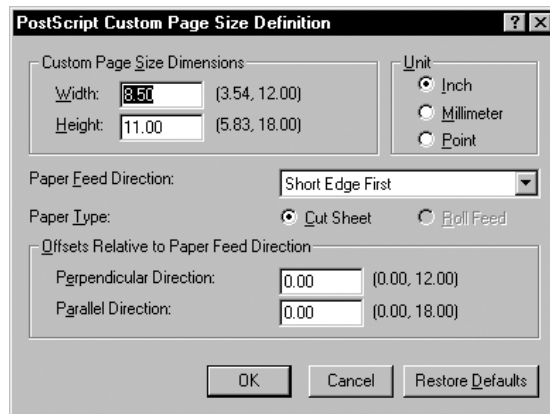 PostScript Custom Page Size Definition
Custom Page Size Dimensions
Width: 8.50 (3.54, 12.00)
Height: 11.00 (5.83, 18.00)
Unit
Inch
Millimeter
Point
Paper Feed Direction: Short Edge First
Paper Type: Cut Sheet Roll Feed
Offsets Relative to Paper Feed Direction
Perpendicular Direction: 0.00 (0.00, 12.00)
Parallel Direction: 0.00 (0.00, 18.00)
OK Cancel Restore Defaults